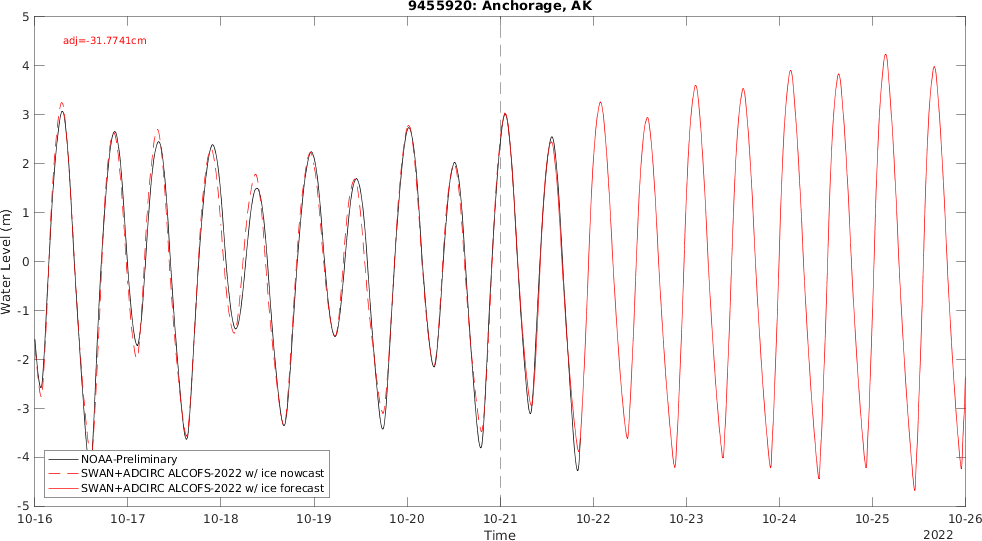 9455920: Anchorage, AK
adj=-31.7741cm
Water Level (m)
5
4
3
2
1
0
-1
-2
-3
-4
-5
NOAA-Preliminary
SWAN+ADCIRC ALCOFS-2022 w/ ice nowcast
SWAN+ADCIRC ALCOFS-2022 w/ ice forecast
10-16 10-17 10-18 10-19 10-20 10-21 10-22 10-23 10-24 10-25 10-26
Time
2022